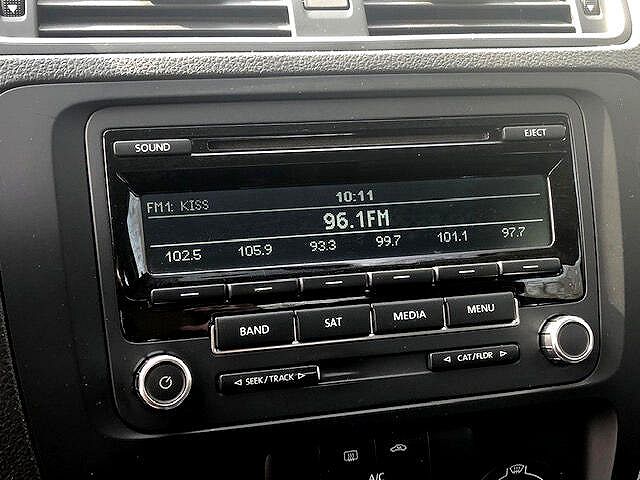 SOUND
EJECT
FM1: KISS
10:11
96.1FM
102.5 105.9 93.3 99.7 101.1 97.7
BAND SAT MEDIA MENU
◁ SEEK/TRACK ▷
◁ CAT/FLDR ▷
A/C